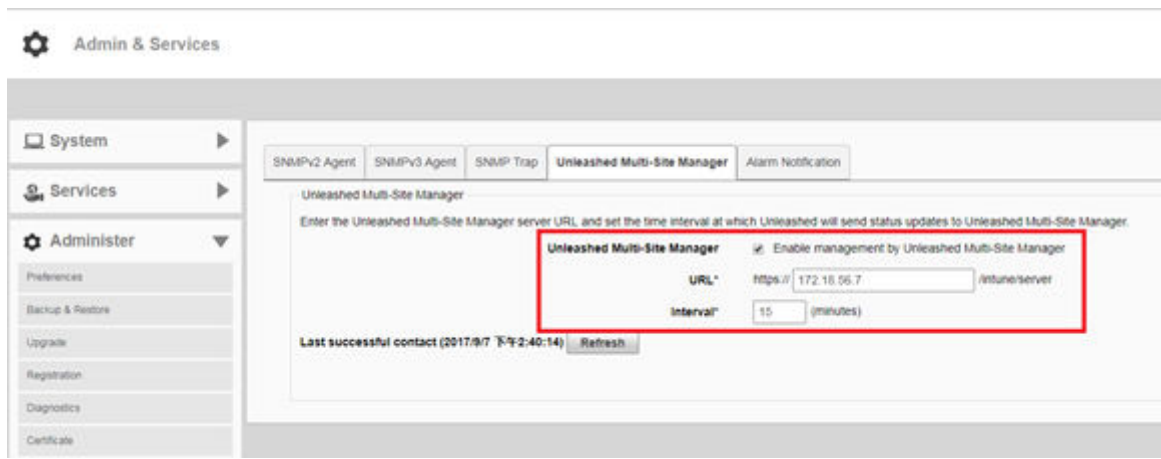 Admin & Services
System
Services
Administer
Preferences
Backup & Restore
Upgrade
Registration
Diagnostics
Certificate
SNMPv2 Agent SNMPv3 Agent SNMP Trap Unleashed Multi-Site Manager Alarm Notification
Unleashed Multi-Site Manager
Enter the Unleashed Multi-Site Manager server URL and set the time interval at which Unleashed will send status updates to Unleashed Multi-Site Manager.
Unleashed Multi-Site Manager Enable management by Unleashed Multi-Site Manager
URL* https:// 172.18.56.7 /intune/server
Interval* 15 (minutes)
Last successful contact (2017/9/7 下午2:40:14) Refresh